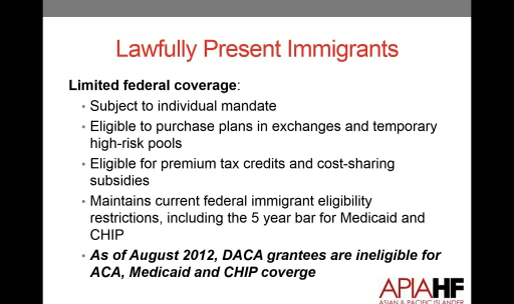 Lawfully Present Immigrants
Limited federal coverage:
• Subject to individual mandate
• Eligible to purchase plans in exchanges and temporary
high-risk pools
• Eligible for premium tax credits and cost-sharing
subsidies
• Maintains current federal immigrant eligibility
restrictions, including the 5 year bar for Medicaid and
CHIP
• As of August 2012, DACA grantees are ineligible for
ACA, Medicaid and CHIP coverge
APIAHF
ASIAN & PACIFIC ISLANDER